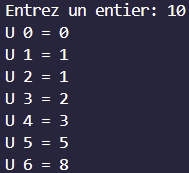 Entrez un entier: 10
U 0 = 0
U 1 = 1
U 2 = 1
U 3 = 2
U 4 = 3
U 5 = 5
U 6 = 8